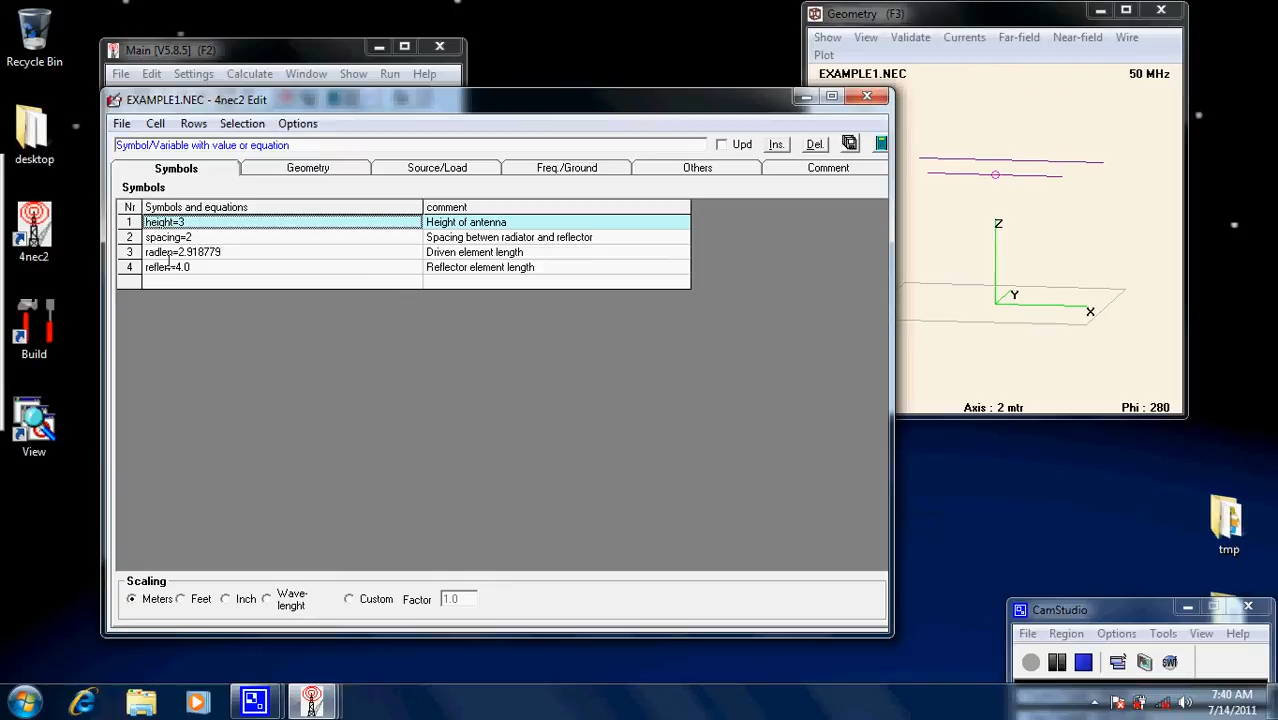 Recycle Bin
desktop
4nec2
Build
View
Main [V5.8.5] (F2)
File Edit Settings Calculate Window Show Run Help
EXAMPLE1.NEC - 4nec2 Edit
File Cell Rows Selection Options
Symbol/Variable with value or equation
Upd Ins. Del.
Symbols Geometry Source/Load Freq./Ground Others Comment
Symbols
Nr Symbols and equations comment
1 height=3 Height of antenna
2 spacing=2 Spacing betwen radiator and reflector
3 radlen=2.918779 Driven element length
4 reflen=4.0 Reflector element length
Scaling
Meters Feet Inch Wave-lenght Custom Factor 1.0
Geometry (F3)
Show View Validate Currents Far-field Near-field Wire
Plot
EXAMPLE1.NEC 50 MHz
Z
Y
X
Axis : 2 mtr Phi : 280
tmp
CamStudio
File Region Options Tools View Help
SWF
7:40 AM
7/14/2011